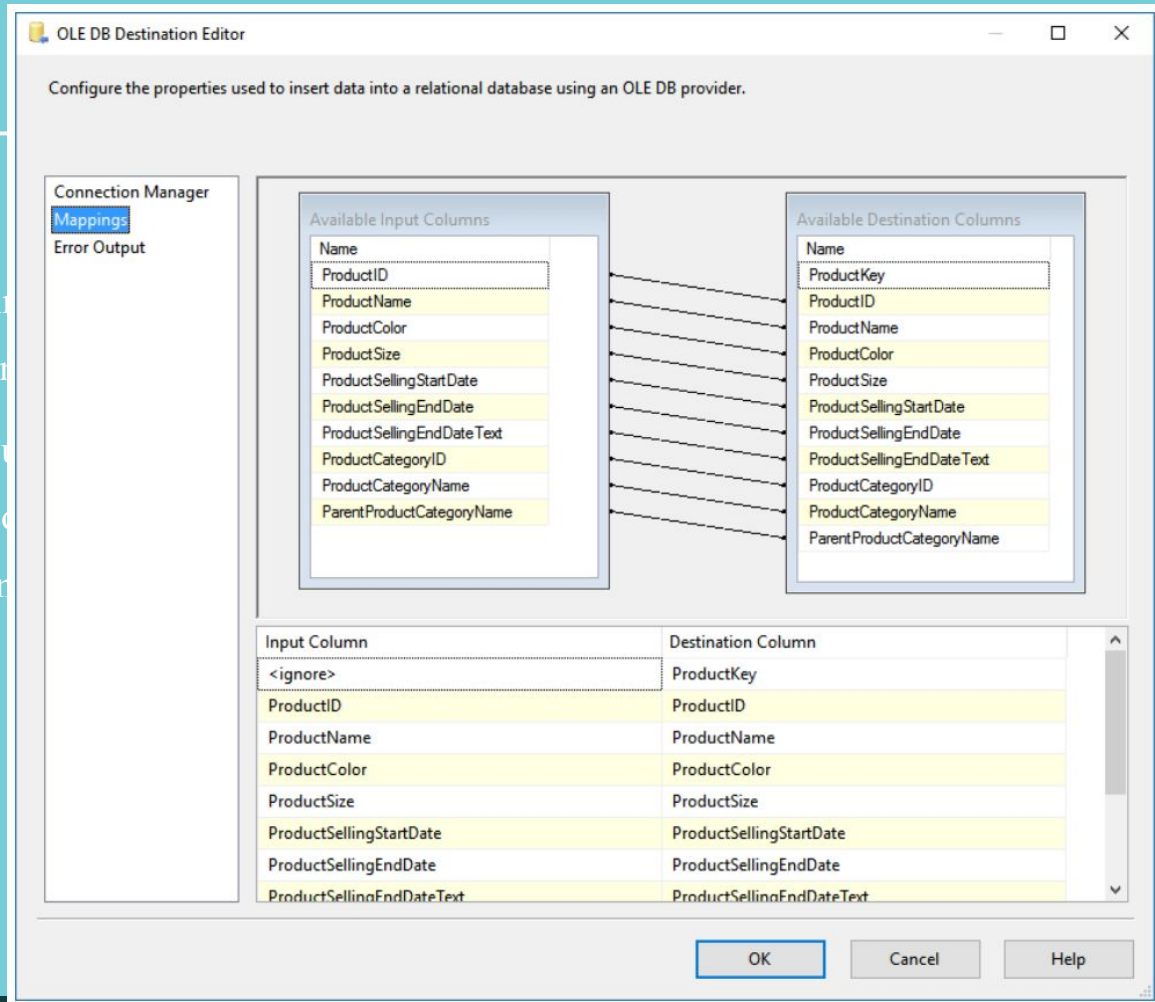 OLE DB Destination Editor
Configure the properties used to insert data into a relational database using an OLE DB provider.
Connection Manager
Mappings
Error Output
Available Input Columns
Name
ProductID
ProductName
ProductColor
ProductSize
ProductSellingStartDate
ProductSellingEndDate
ProductSellingEndDateText
ProductCategoryID
ProductCategoryName
ParentProductCategoryName
Available Destination Columns
Name
ProductKey
ProductID
ProductName
ProductColor
ProductSize
ProductSellingStartDate
ProductSellingEndDate
ProductSellingEndDateText
ProductCategoryID
ProductCategoryName
ParentProductCategoryName
Input Column Destination Column
<ignore> ProductKey
ProductID ProductID
ProductName ProductName
ProductColor ProductColor
ProductSize ProductSize
ProductSellingStartDate ProductSellingStartDate
ProductSellingEndDate ProductSellingEndDate
ProductSellingEndDateText ProductSellingEndDateText
OK Cancel Help